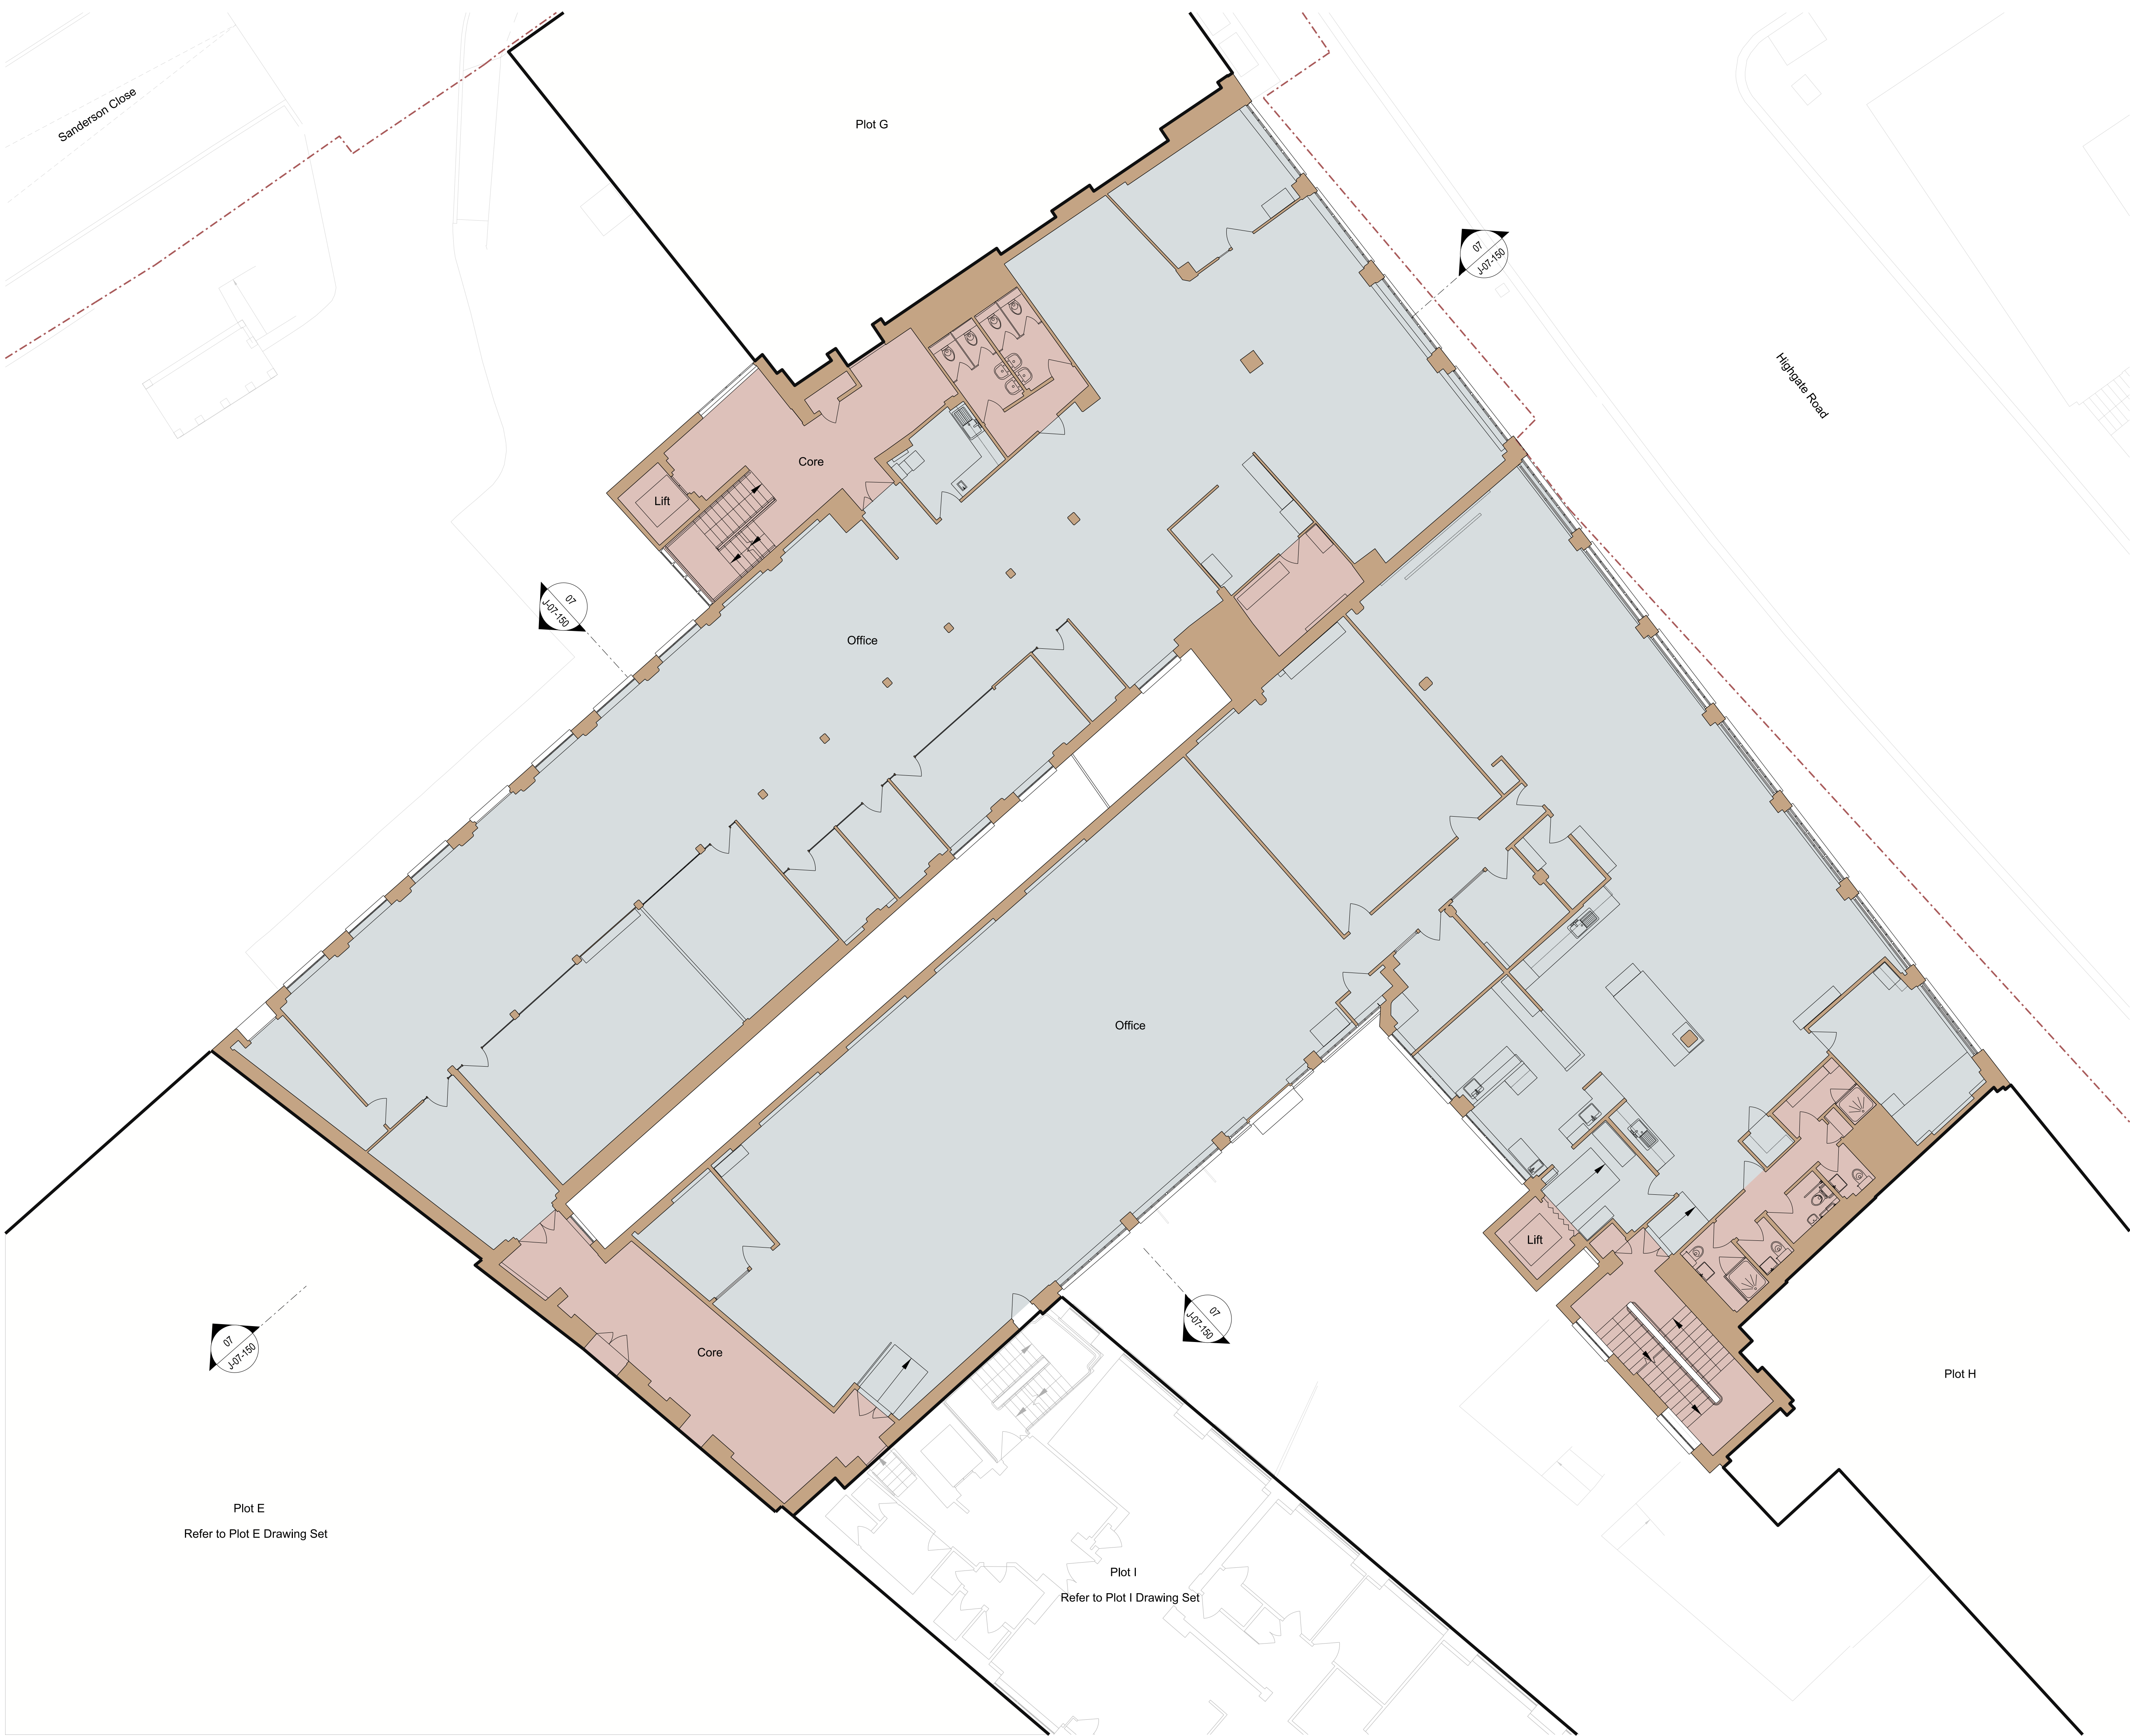 Sanderson Close
Plot G
07
J-07-150
Highgate Road
Core
Lift
07
J-07-150
Office
Office
Lift
07
J-07-150
07
J-07-150
Core
Plot H
Plot E
Refer to Plot E Drawing Set
Plot I
Refer to Plot I Drawing Set